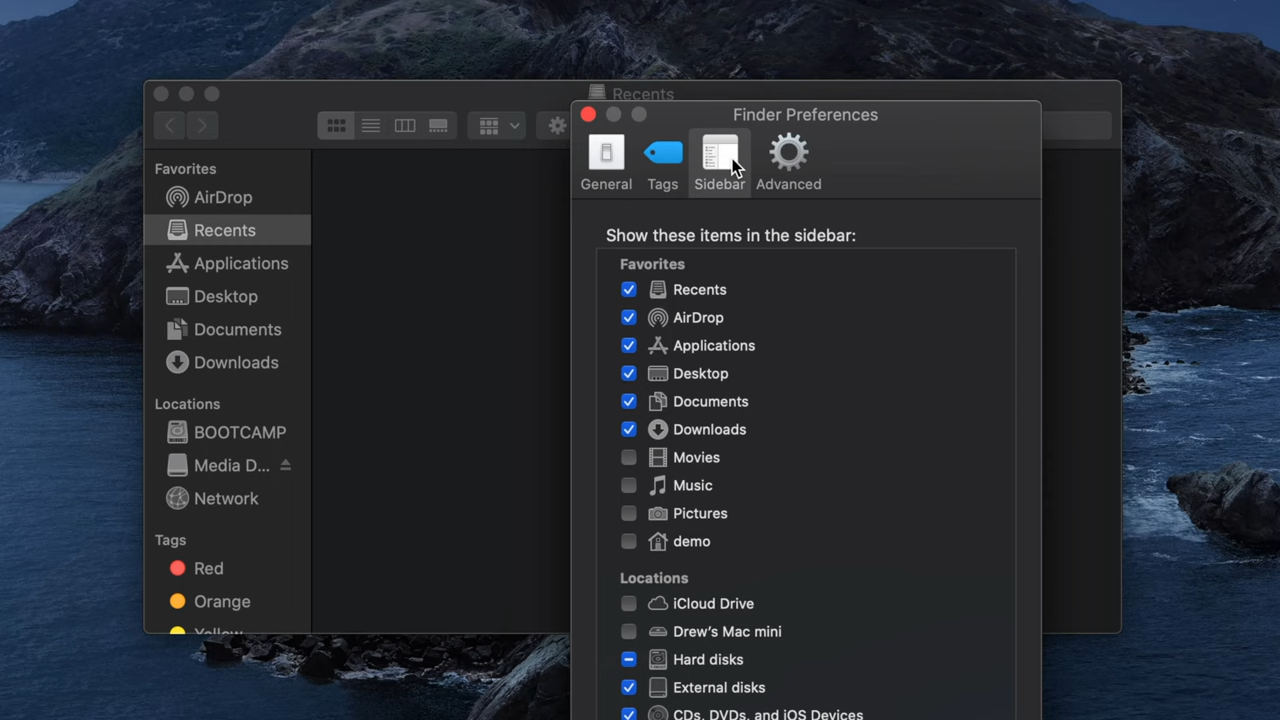 Recents
Finder Preferences
General
Tags
Sidebar
Advanced
Favorites
AirDrop
Recents
Applications
Desktop
Documents
Downloads
Locations
BOOTCAMP
Media D...
Network
Tags
Red
Orange
Yellow
Show these items in the sidebar:
Favorites
Recents
AirDrop
Applications
Desktop
Documents
Downloads
Movies
Music
Pictures
demo
Locations
iCloud Drive
Drew's Mac mini
Hard disks
External disks
CDs, DVDs, and iOS Devices